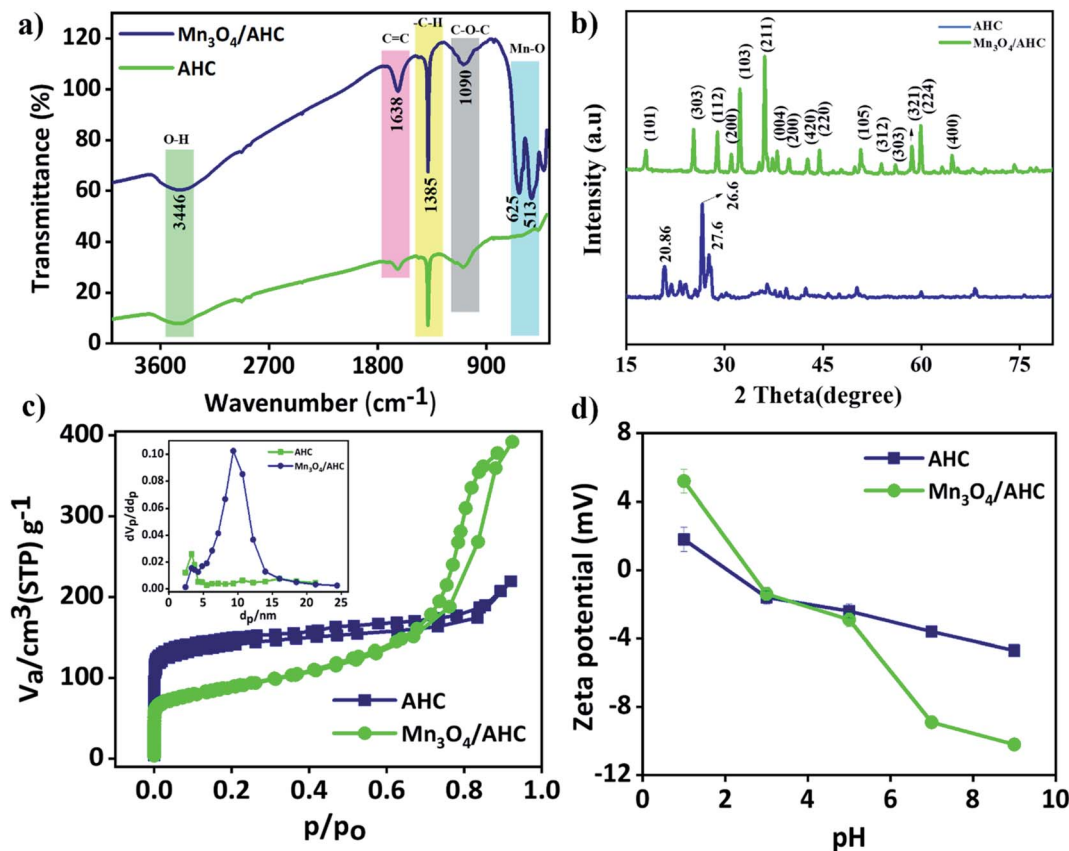 a)
Transmittance (%)
120
100
80
60
40
20
0
Mn₃O₄/AHC
AHC
O-H
3446
C=C
1638
-C-H
1385
C-O-C
1090
Mn-O
625
513
3600
2700
1800
900
Wavenumber (cm⁻¹)
b)
Intensity (a.u)
AHC
Mn₃O₄/AHC
(101)
(303)
(112)
(200)
(103)
(211)
(004)
(200)
(420)
(220)
(105)
(312)
(303)
(321)
(224)
(400)
20.86
26.6
27.6
15
30
45
60
75
2 Theta(degree)
c)
Vₐ/cm³(STP) g⁻¹
400
300
200
100
0
dVₚ/ddₚ
0.10
0.08
0.06
0.04
0.02
0.00
AHC
Mn₃O₄/AHC
0
5
10
15
20
25
dₚ/nm
AHC
Mn₃O₄/AHC
0.0
0.2
0.4
0.6
0.8
1.0
p/p₀
d)
Zeta potential (mV)
8
4
0
-4
-8
-12
AHC
Mn₃O₄/AHC
0
2
4
6
8
10
pH